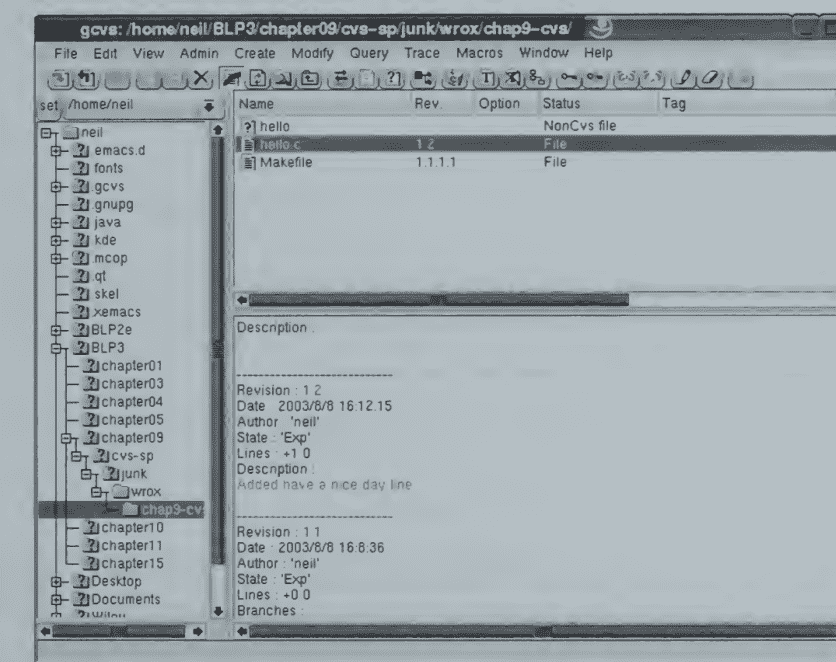 gcvs: /home/neil/BLP3/chapter09/cvs-sp/junk/wrox/chap9-cvs/
File Edit View Admin Create Modify Query Trace Macros Window Help
set /home/neil
Name Rev. Option Status Tag
neil
emacs.d
fonts
.gcvs
.gnupg
java
kde
.mcop
.qt
skel
.xemacs
BLP2e
BLP3
chapter01
chapter03
chapter04
chapter05
chapter09
cvs-sp
junk
wrox
chap9-cvs
chapter10
chapter11
chapter15
Desktop
Documents
hello NonCvs file
hello c 1 2 File
Makefile 1.1.1.1 File
Description :
----------------------------
Revision : 1 2
Date : 2003/8/8 16:12.15
Author : 'neil'
State : 'Exp'
Lines : +1 0
Description :
Added have a nice day line
----------------------------
Revision : 1 1
Date : 2003/8/8 16:8:36
Author : 'neil'
State : 'Exp'
Lines : +0 0
Branches :